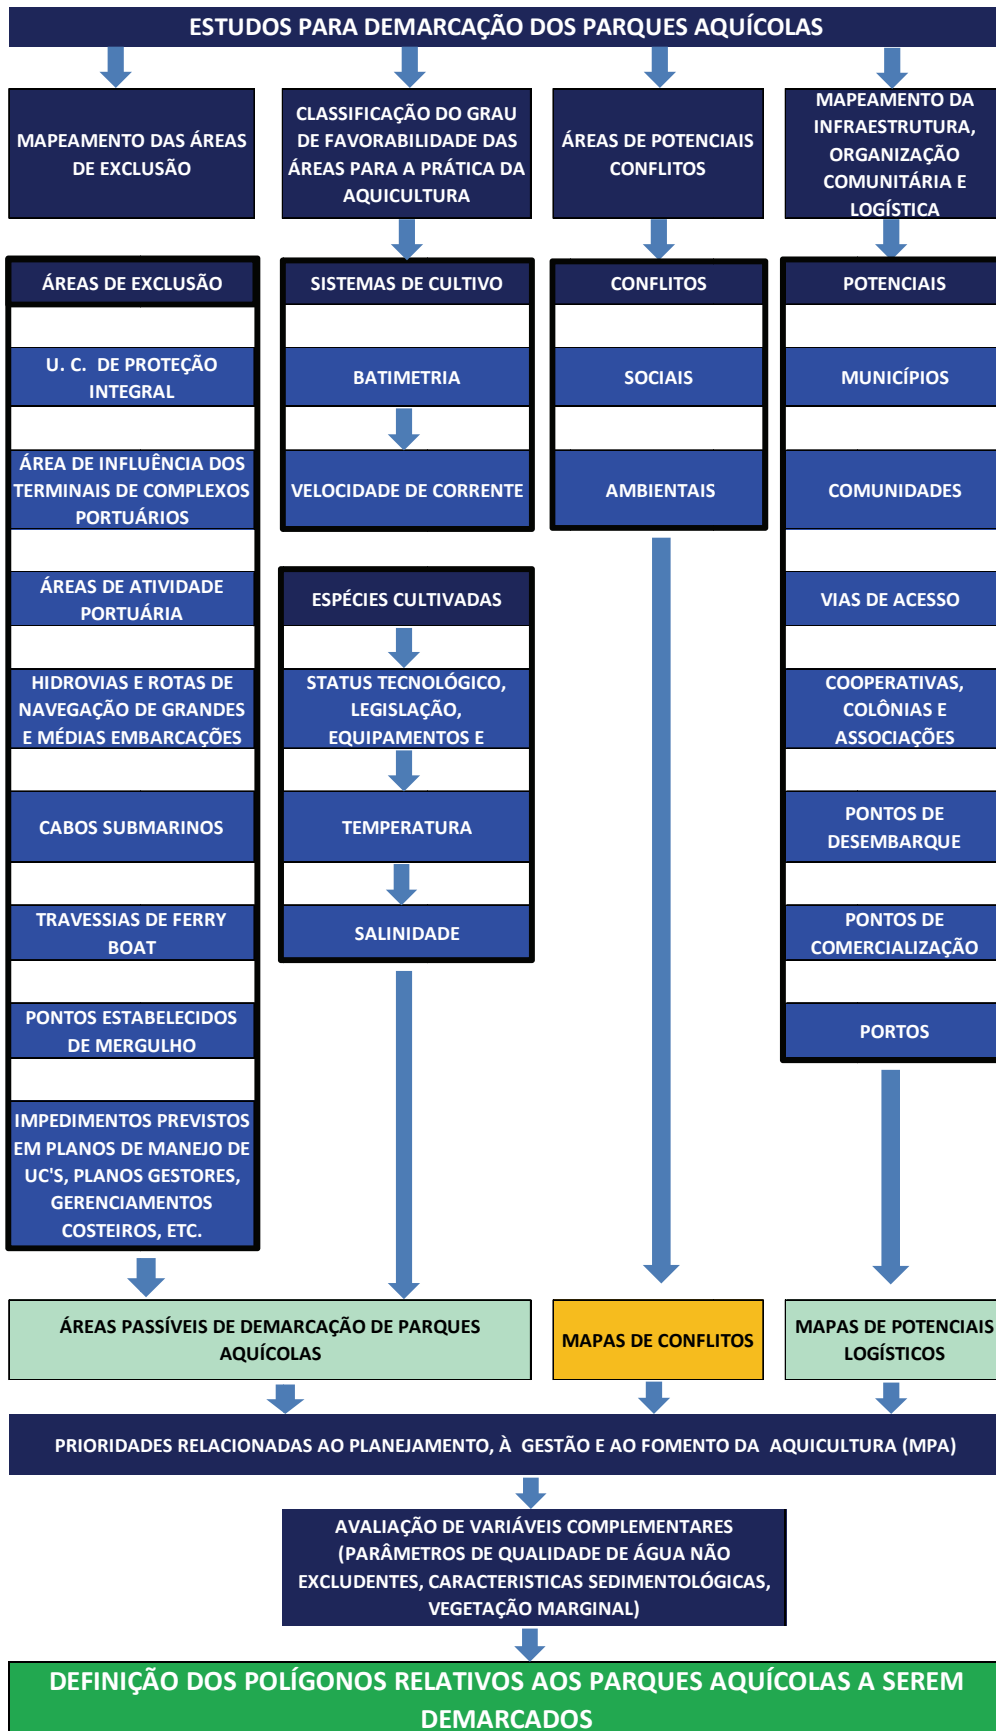 ESTUDOS PARA DEMARCAÇÃO DOS PARQUES AQUÍCOLAS
MAPEAMENTO DAS ÁREAS
DE EXCLUSÃO
CLASSIFICAÇÃO DO GRAU
DE FAVORABILIDADE DAS
ÁREAS PARA A PRÁTICA DA
AQUICULTURA
ÁREAS DE POTENCIAIS
CONFLITOS
MAPEAMENTO DA
INFRAESTRUTURA,
ORGANIZAÇÃO
COMUNITÁRIA E
LOGÍSTICA
ÁREAS DE EXCLUSÃO
U. C.  DE PROTEÇÃO
INTEGRAL
ÁREA DE INFLUÊNCIA DOS
TERMINAIS DE COMPLEXOS
PORTUÁRIOS
ÁREAS DE ATIVIDADE
PORTUÁRIA
HIDROVIAS E ROTAS DE
NAVEGAÇÃO DE GRANDES
E MÉDIAS EMBARCAÇÕES
CABOS SUBMARINOS
TRAVESSIAS DE FERRY
BOAT
PONTOS ESTABELECIDOS
DE MERGULHO
IMPEDIMENTOS PREVISTOS
EM PLANOS DE MANEJO DE
UC'S, PLANOS GESTORES,
GERENCIAMENTOS
COSTEIROS, ETC.
SISTEMAS DE CULTIVO
BATIMETRIA
VELOCIDADE DE CORRENTE
ESPÉCIES CULTIVADAS
STATUS TECNOLÓGICO,
LEGISLAÇÃO,
EQUIPAMENTOS E
TEMPERATURA
SALINIDADE
CONFLITOS
SOCIAIS
AMBIENTAIS
POTENCIAIS
MUNICÍPIOS
COMUNIDADES
VIAS DE ACESSO
COOPERATIVAS,
COLÔNIAS E
ASSOCIAÇÕES
PONTOS DE
DESEMBARQUE
PONTOS DE
COMERCIALIZAÇÃO
PORTOS
ÁREAS PASSÍVEIS DE DEMARCAÇÃO DE PARQUES
AQUÍCOLAS
MAPAS DE CONFLITOS
MAPAS DE POTENCIAIS
LOGÍSTICOS
PRIORIDADES RELACIONADAS AO PLANEJAMENTO, À  GESTÃO E AO FOMENTO DA  AQUICULTURA (MPA)
AVALIAÇÃO DE VARIÁVEIS COMPLEMENTARES
(PARÂMETROS DE QUALIDADE DE ÁGUA NÃO
EXCLUDENTES, CARACTERISTICAS SEDIMENTOLÓGICAS,
VEGETAÇÃO MARGINAL)
DEFINIÇÃO DOS POLÍGONOS RELATIVOS AOS PARQUES AQUÍCOLAS A SEREM
DEMARCADOS